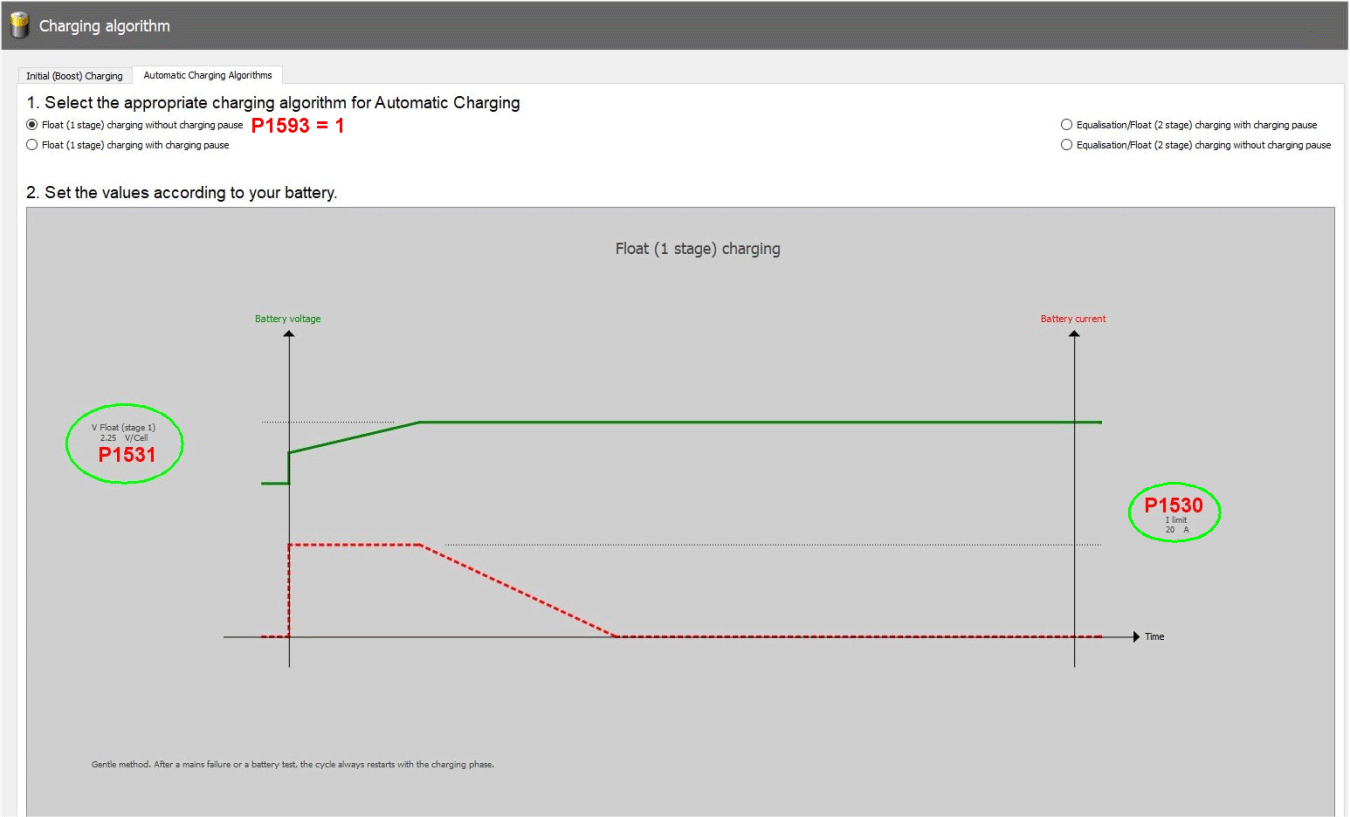 Charging algorithm
Initial (Boost) Charging
Automatic Charging Algorithms
1. Select the appropriate charging algorithm for Automatic Charging
Float (1 stage) charging without charging pause P1593 = 1
Equalisation/Float (2 stage) charging with charging pause
Float (1 stage) charging with charging pause
Equalisation/Float (2 stage) charging without charging pause
2. Set the values according to your battery.
Float (1 stage) charging
Battery voltage
Battery current
V Float (stage 1)
2.25 V/Cell
P1531
P1530
I limit
20 A
Time
Gentle method. After a mains failure or a battery test, the cycle always restarts with the charging phase.